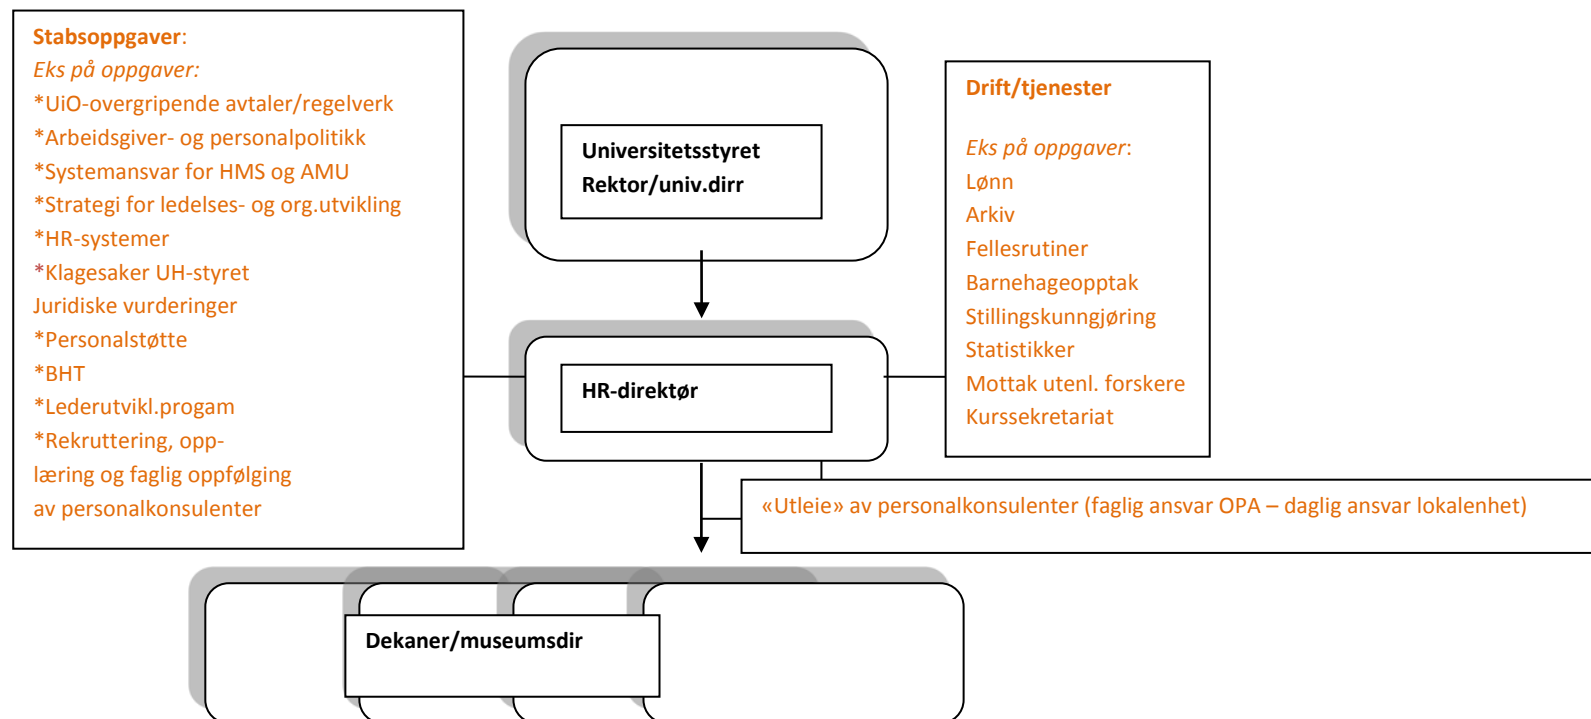 Stabsoppgaver:
Eks på oppgaver:
*UiO-overgripende avtaler/regelverk
*Arbeidsgiver- og personalpolitikk
*Systemansvar for HMS og AMU
*Strategi for ledelses- og org.utvikling
*HR-systemer
*Klagesaker UH-styret
Juridiske vurderinger
*Personalstøtte
*BHT
*Lederutvikl.progam
*Rekruttering, opp-
læring og faglig oppfølging
av personalkonsulenter
Universitetsstyret
Rektor/univ.dirr
HR-direktør
Drift/tjenester
Eks på oppgaver:
Lønn
Arkiv
Fellesrutiner
Barnehageopptak
Stillingskunngjøring
Statistikker
Mottak utenl. forskere
Kurssekretariat
«Utleie» av personalkonsulenter (faglig ansvar OPA – daglig ansvar lokalenhet)
Dekaner/museumsdir